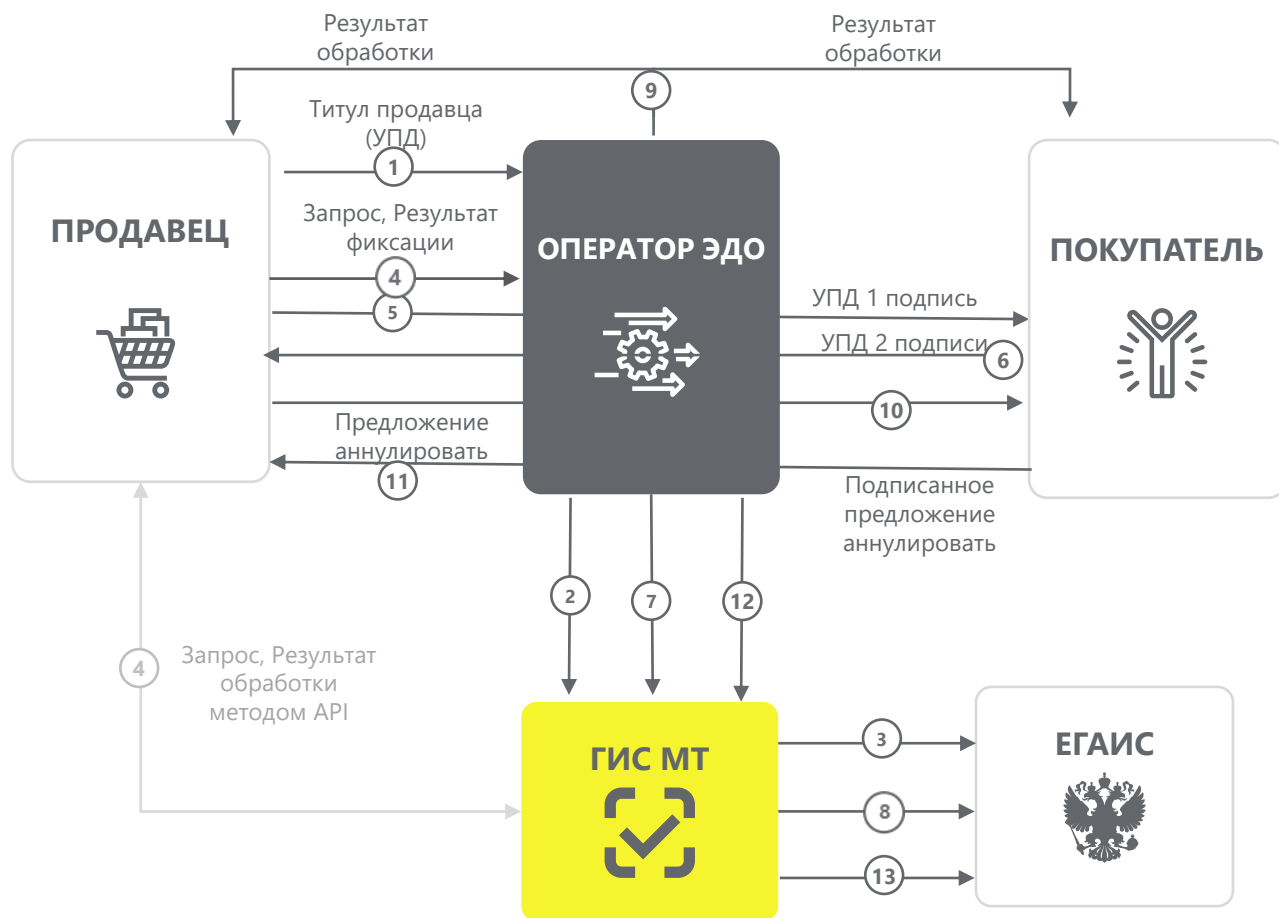 Результат
обработки
Результат
обработки
9
Титул продавца
(УПД)
1
ПРОДАВЕЦ
Запрос, Результат
фиксации
4
5
ОПЕРАТОР ЭДО
ПОКУПАТЕЛЬ
УПД 1 подпись
УПД 2 подписи
6
10
Предложение
аннулировать
11
Подписанное
предложение
аннулировать
2
7
12
4
Запрос, Результат
обработки
методом API
ГИС МТ
3
8
13
ЕГАИС